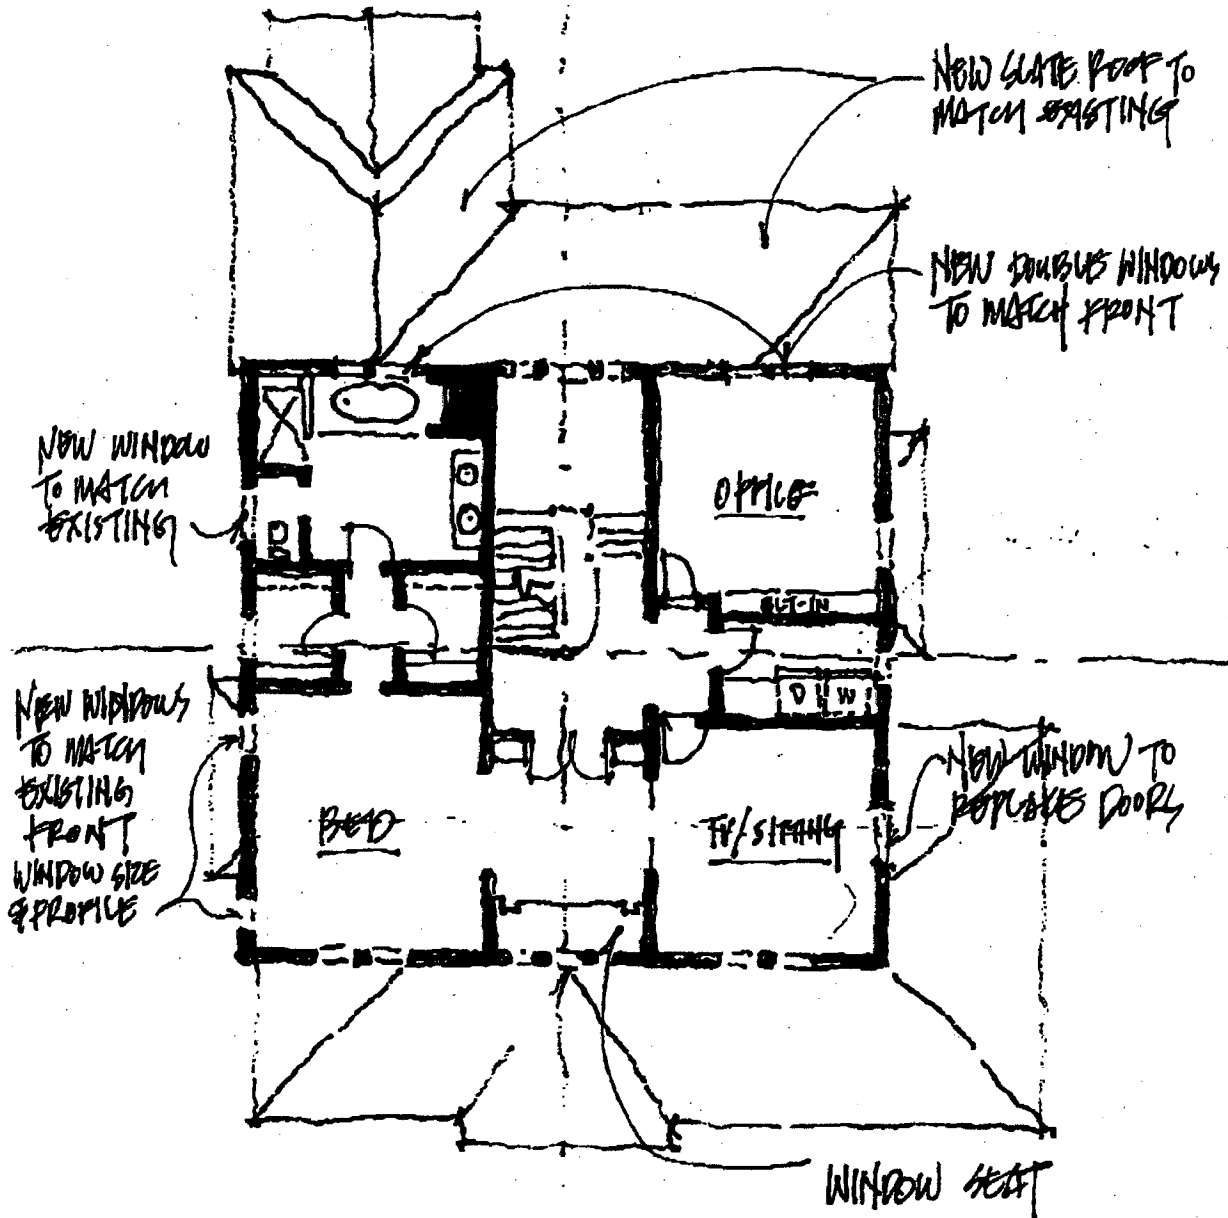 NEW SLATE ROOF TO
MATCH EXISTING
NEW DOUBLE WINDOWS
TO MATCH FRONT
NEW WINDOW
TO MATCH
EXISTING
OFFICE
BLT-IN
D W
NEW WINDOWS
TO MATCH
EXISTING
FRONT
WINDOW SIZE
& PROFILE
BED
TV/SITTING
NEW WINDOW TO
REPLACE DOORS
WINDOW SEAT